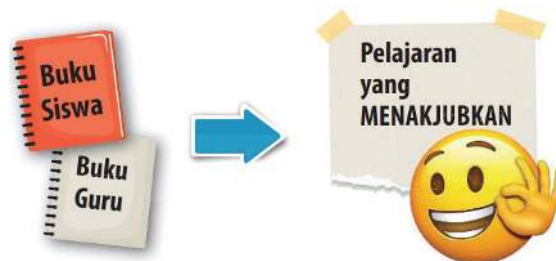 Buku
Siswa
Buku
Guru
Pelajaran
yang
MENAKJUBKAN